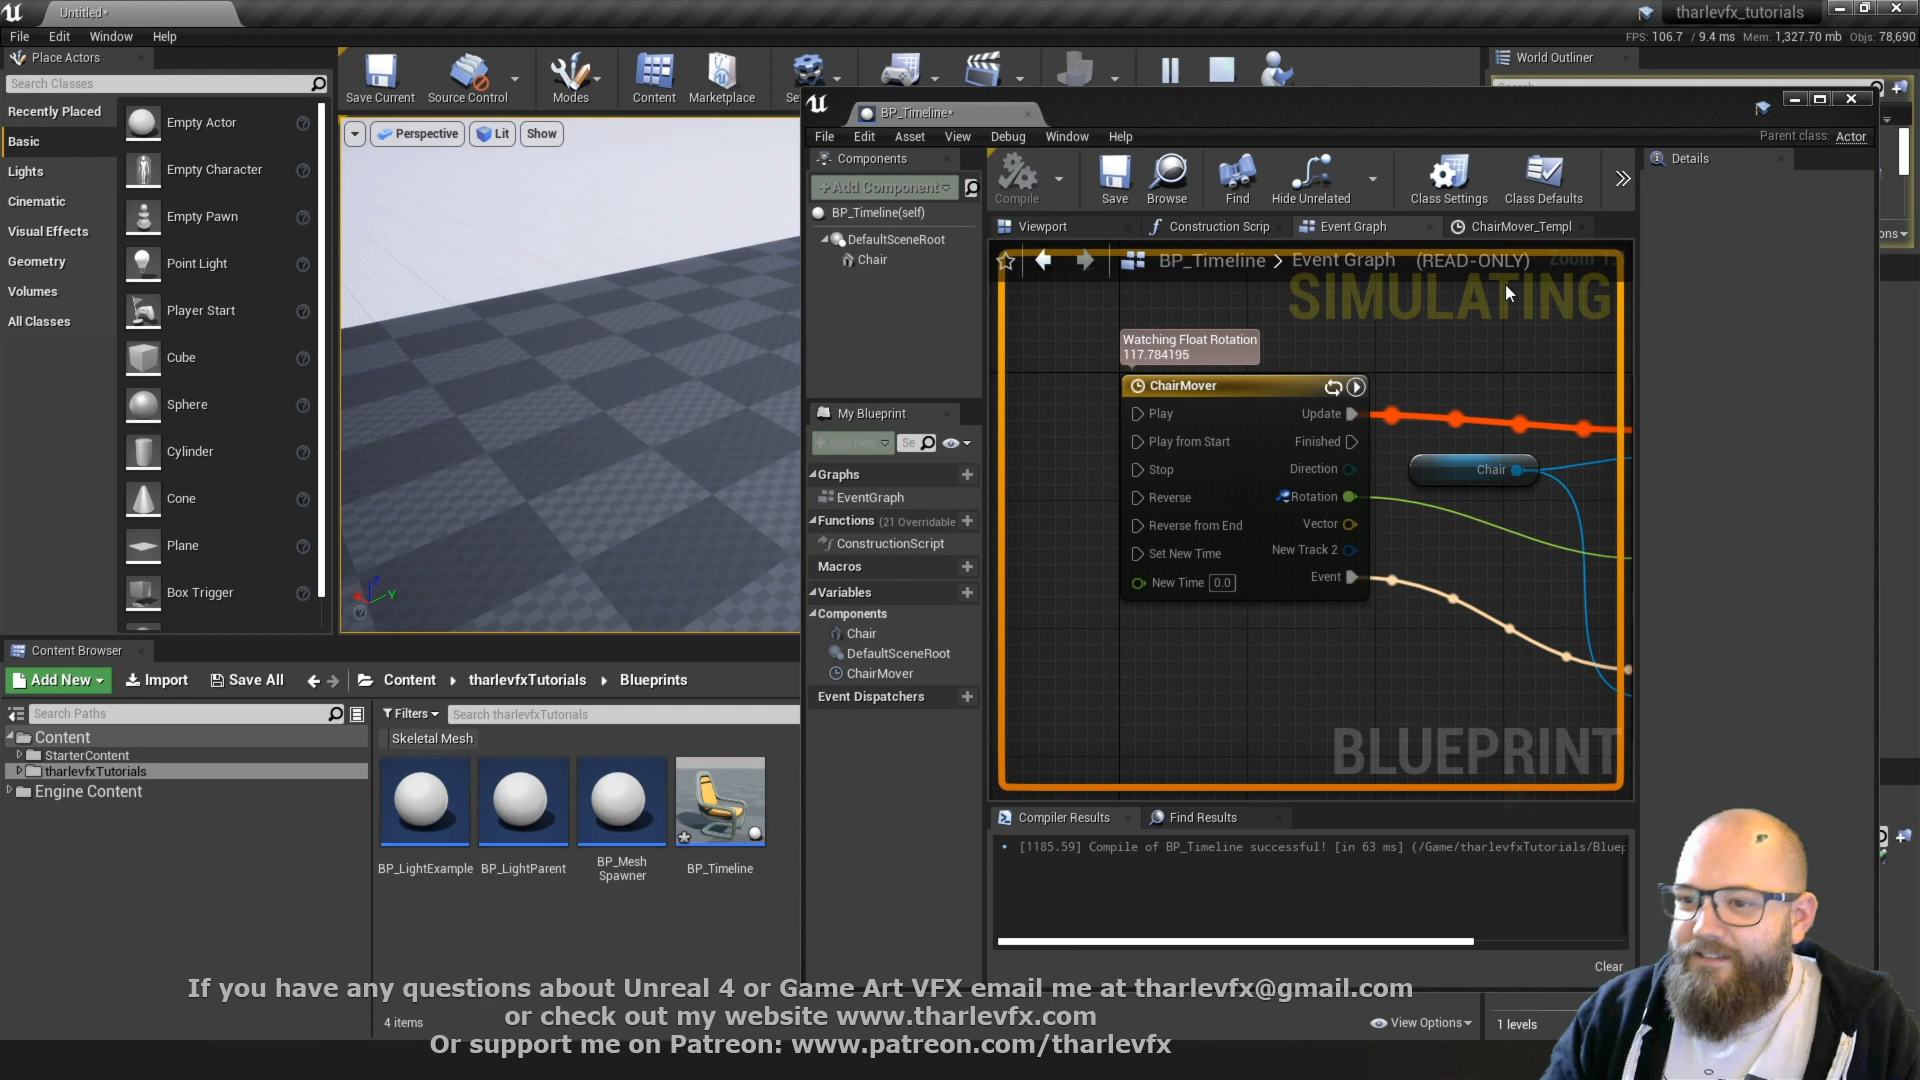 Untitled*
tharlevfx_tutorials
File Edit Window Help
FPS: 106.7 / 9.4 ms Mem: 1,327.70 mb Objs: 78,690
Place Actors
Search Classes
Recently Placed
Basic
Lights
Cinematic
Visual Effects
Geometry
Volumes
All Classes
Empty Actor
Empty Character
Empty Pawn
Point Light
Player Start
Cube
Sphere
Cylinder
Cone
Plane
Box Trigger
Save Current
Source Control
Modes
Content
Marketplace
World Outliner
Perspective
Lit
Show
Z
Y
BP_Timeline*
File Edit Asset View Debug Window Help
Parent class: Actor
Components
+Add Component
BP_Timeline(self)
DefaultSceneRoot
Chair
Compile
Save
Browse
Find
Hide Unrelated
Class Settings
Class Defaults
Details
Viewport
Construction Scrip
Event Graph
ChairMover_Templ
BP_Timeline > Event Graph (READ-ONLY)
SIMULATING
Watching Float Rotation
117.784195
ChairMover
Play
Play from Start
Stop
Reverse
Reverse from End
Set New Time
New Time 0.0
Update
Finished
Direction
Rotation
Vector
New Track 2
Event
Chair
BLUEPRINT
My Blueprint
+Add New
Se
Graphs
EventGraph
Functions (21 Overridable
ConstructionScript
Macros
Variables
Components
Chair
DefaultSceneRoot
ChairMover
Event Dispatchers
Compiler Results
Find Results
[1185.59] Compile of BP_Timeline successful! [in 63 ms] (/Game/tharlevfxTutorials/Bluep
Clear
Content Browser
Add New
Import
Save All
Content
tharlevfxTutorials
Blueprints
Search Paths
Content
StarterContent
tharlevfxTutorials
Engine Content
Filters
Search tharlevfxTutorials
Skeletal Mesh
BP_LightExample
BP_LightParent
BP_Mesh
Spawner
BP_Timeline
4 items
View Options
1 levels
If you have any questions about Unreal 4 or Game Art VFX email me at tharlevfx@gmail.com
or check out my website www.tharlevfx.com
Or support me on Patreon: www.patreon.com/tharlevfx